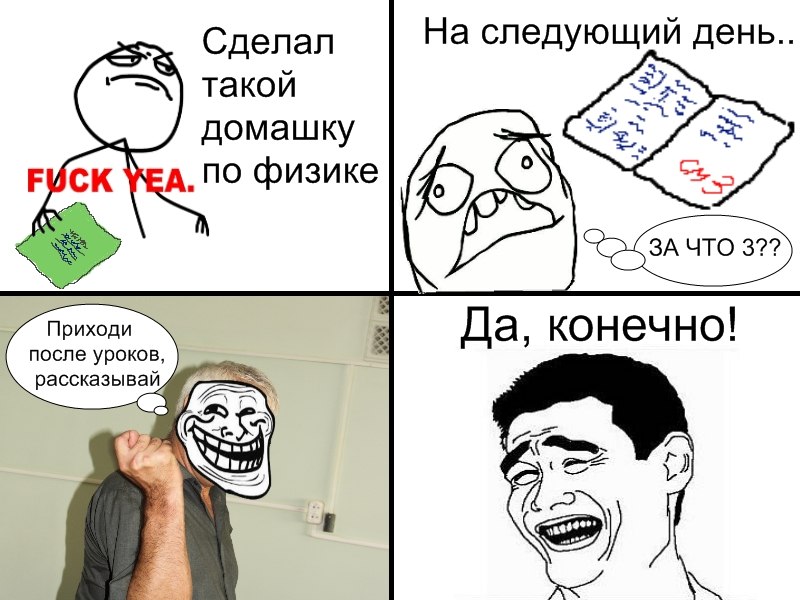 Сделал
такой
домашку
по физике
FUCK YEA.
На следующий день..
ЗА ЧТО 3??
Приходи
после уроков,
рассказывай
Да, конечно!